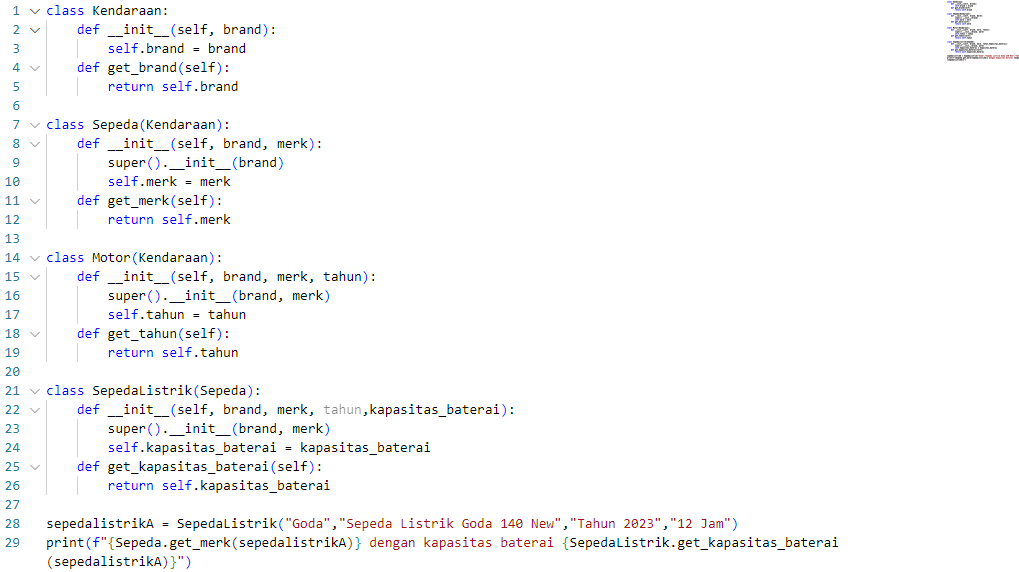 1 class Kendaraan:
2 def __init__(self, brand):
3 self.brand = brand
4 def get_brand(self):
5 return self.brand
6
7 class Sepeda(Kendaraan):
8 def __init__(self, brand, merk):
9 super().__init__(brand)
10 self.merk = merk
11 def get_merk(self):
12 return self.merk
13
14 class Motor(Kendaraan):
15 def __init__(self, brand, merk, tahun):
16 super().__init__(brand, merk)
17 self.tahun = tahun
18 def get_tahun(self):
19 return self.tahun
20
21 class SepedaListrik(Sepeda):
22 def __init__(self, brand, merk, tahun,kapasitas_baterai):
23 super().__init__(brand, merk)
24 self.kapasitas_baterai = kapasitas_baterai
25 def get_kapasitas_baterai(self):
26 return self.kapasitas_baterai
27
28 sepedalistrikA = SepedaListrik("Goda","Sepeda Listrik Goda 140 New","Tahun 2023","12 Jam")
29 print(f"{Sepeda.get_merk(sepedalistrikA)} dengan kapasitas baterai {SepedaListrik.get_kapasitas_baterai
(sepedalistrikA)}")